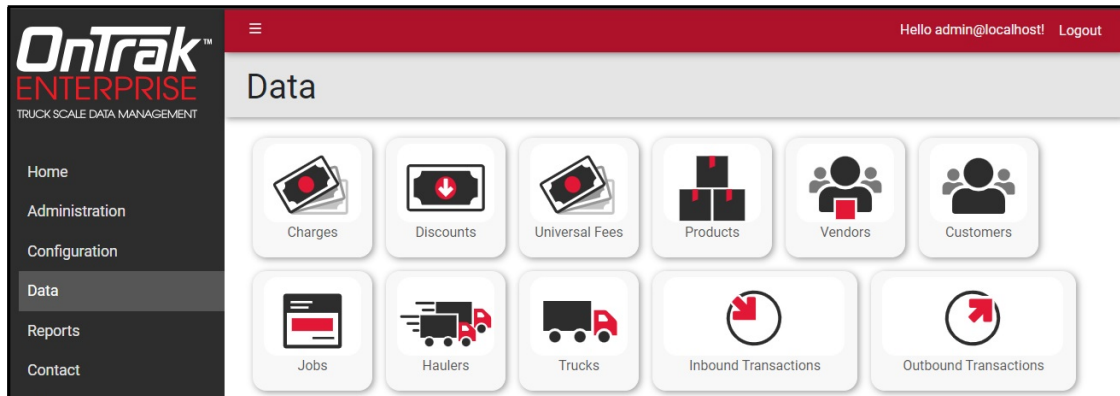 OnTrak™
ENTERPRISE
TRUCK SCALE DATA MANAGEMENT
Home
Administration
Configuration
Data
Reports
Contact
Hello admin@localhost! Logout
Data
Charges Discounts Universal Fees Products Vendors Customers
Jobs Haulers Trucks Inbound Transactions Outbound Transactions